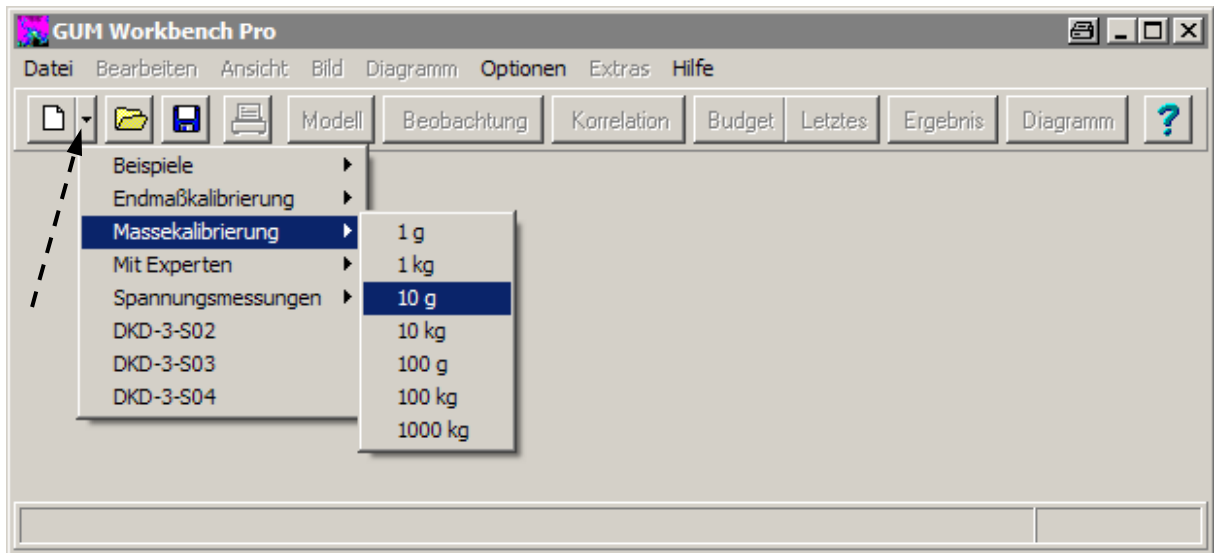 GUM Workbench Pro
Datei Bearbeiten Ansicht Bild Diagramm Optionen Extras Hilfe
Modell Beobachtung Korrelation Budget Letztes Ergebnis Diagramm ?
Beispiele
Endmaßkalibrierung
Massekalibrierung
Mit Experten
Spannungsmessungen
DKD-3-S02
DKD-3-S03
DKD-3-S04
1 g
1 kg
10 g
10 kg
100 g
100 kg
1000 kg